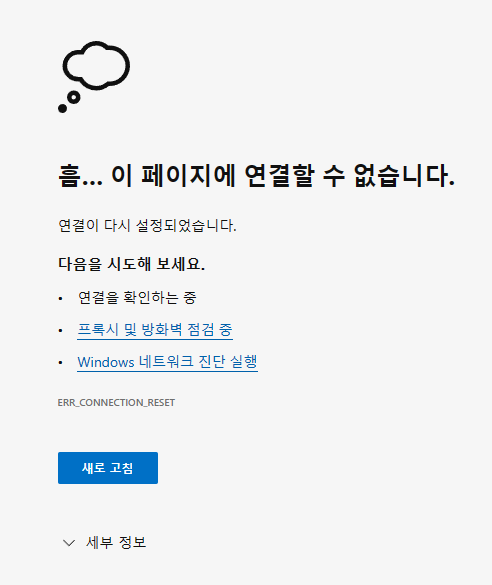 흠... 이 페이지에 연결할 수 없습니다.
연결이 다시 설정되었습니다.
다음을 시도해 보세요.
• 연결을 확인하는 중
• 프록시 및 방화벽 점검 중
• Windows 네트워크 진단 실행
ERR_CONNECTION_RESET
새로 고침
세부 정보